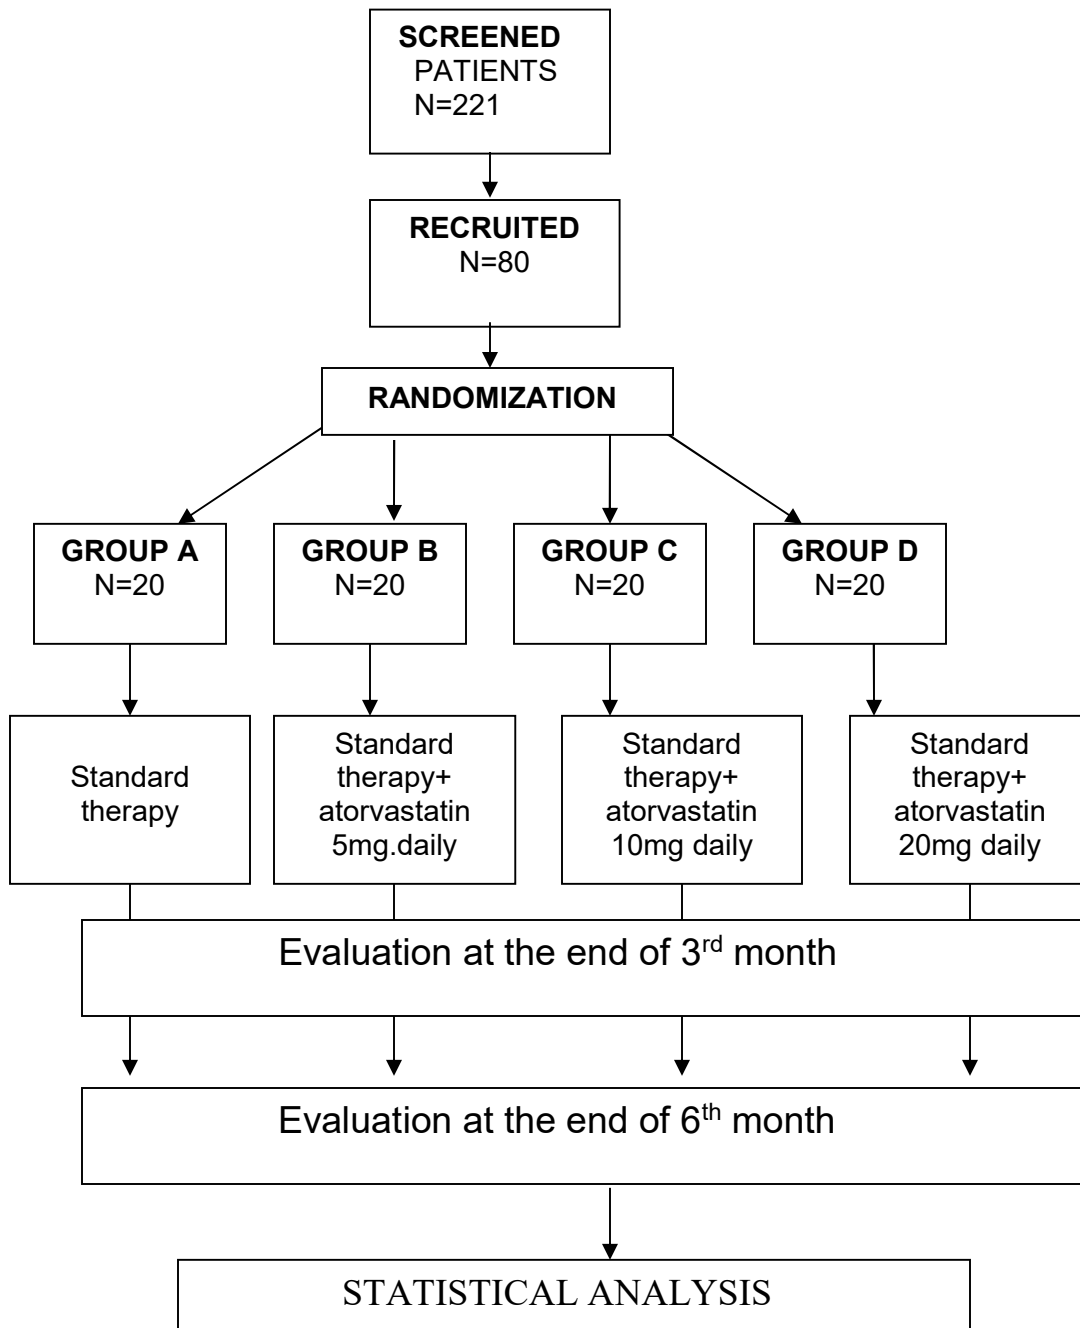 SCREENED
PATIENTS
N=221
RECRUITED
N=80
RANDOMIZATION
GROUP A
N=20
GROUP B
N=20
GROUP C
N=20
GROUP D
N=20
Standard
therapy
Standard
therapy+
atorvastatin
5mg.daily
Standard
therapy+
atorvastatin
10mg daily
Standard
therapy+
atorvastatin
20mg daily
Evaluation at the end of 3rd month
Evaluation at the end of 6th month
STATISTICAL ANALYSIS